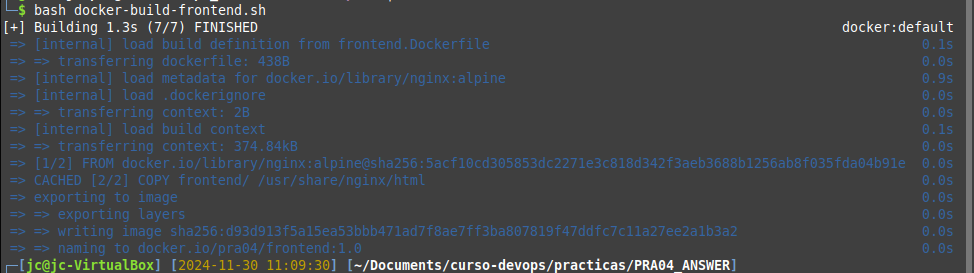 └─$ bash docker-build-frontend.sh
[+] Building 1.3s (7/7) FINISHED docker:default
=> [internal] load build definition from frontend.Dockerfile 0.1s
=> => transferring dockerfile: 438B 0.0s
=> [internal] load metadata for docker.io/library/nginx:alpine 0.9s
=> [internal] load .dockerignore 0.0s
=> => transferring context: 2B 0.0s
=> [internal] load build context 0.1s
=> => transferring context: 374.84kB 0.0s
=> [1/2] FROM docker.io/library/nginx:alpine@sha256:5acf10cd305853dc2271e3c818d342f3aeb3688b1256ab8f035fda04b91e 0.0s
=> CACHED [2/2] COPY frontend/ /usr/share/nginx/html 0.0s
=> exporting to image 0.0s
=> => exporting layers 0.0s
=> => writing image sha256:d93d913f5a15ea53bbb471ad7f8ae7ff3ba807819f47ddfc7c11a27ee2a1b3a2 0.0s
=> => naming to docker.io/pra04/frontend:1.0 0.0s
┌─[jc@jc-VirtualBox] [2024-11-30 11:09:30] [~/Documents/curso-devops/practicas/PRA04_ANSWER]